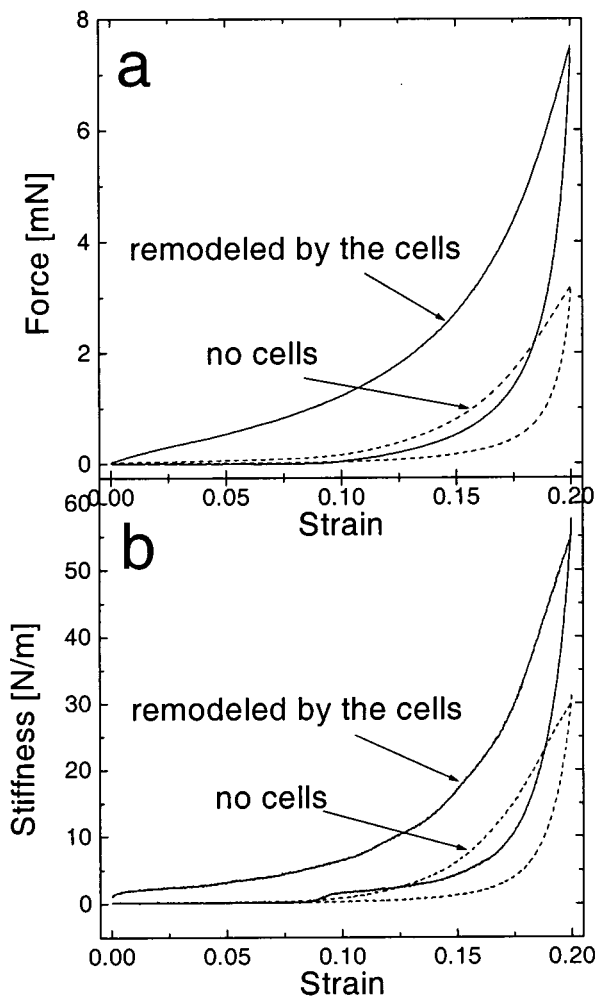 a
8
6
4
2
0
Force [mN]
remodeled by the cells
no cells
0.00 0.05 0.10 0.15 0.20
Strain
b
60
50
40
30
20
10
0
Stiffness [N/m]
remodeled by the cells
no cells
0.00 0.05 0.10 0.15 0.20
Strain